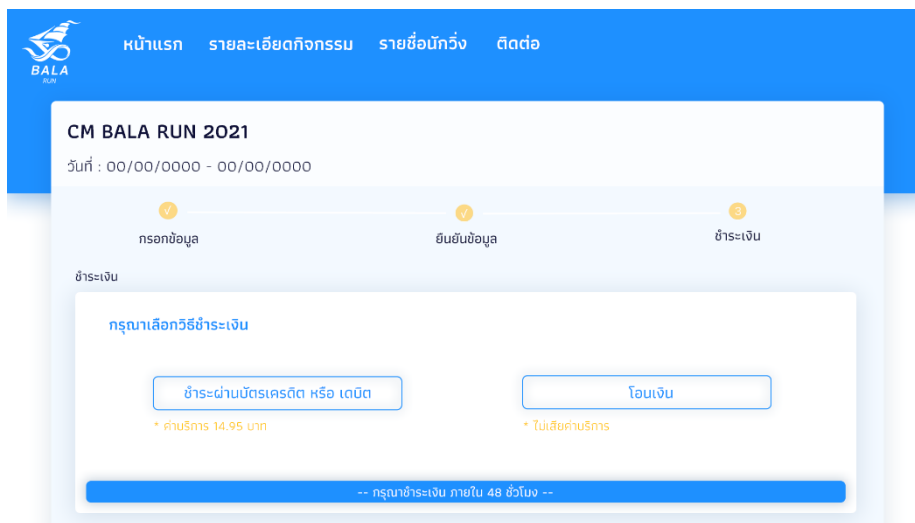 หน้าแรก รายละเอียดกิจกรรม รายชื่อนักวิ่ง ติดต่อ
BALA
RUN
CM BALA RUN 2021
วันที่ : 00/00/0000 - 00/00/0000
√ √ 3
กรอกข้อมูล ยืนยันข้อมูล ชำระเงิน
ชำระเงิน
กรุณาเลือกวิธีชำระเงิน
ชำระผ่านบัตรเครดิต หรือ เดบิต โอนเงิน
* ค่าบริการ 14.95 บาท * ไม่เสียค่าบริการ
-- กรุณาชำระเงิน ภายใน 48 ชั่วโมง --